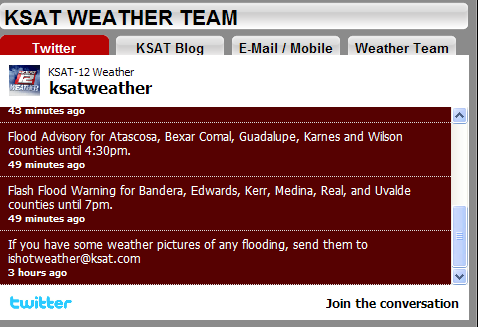 KSAT WEATHER TEAM
Twitter
KSAT Blog
E-Mail / Mobile
Weather Team
12
WEATHER
KSAT-12 Weather
ksatweather
43 minutes ago
Flood Advisory for Atascosa, Bexar Comal, Guadalupe, Karnes and Wilson
counties until 4:30pm.
49 minutes ago
Flash Flood Warning for Bandera, Edwards, Kerr, Medina, Real, and Uvalde
counties until 7pm.
49 minutes ago
If you have some weather pictures of any flooding, send them to
ishotweather@ksat.com
3 hours ago
twitter
Join the conversation